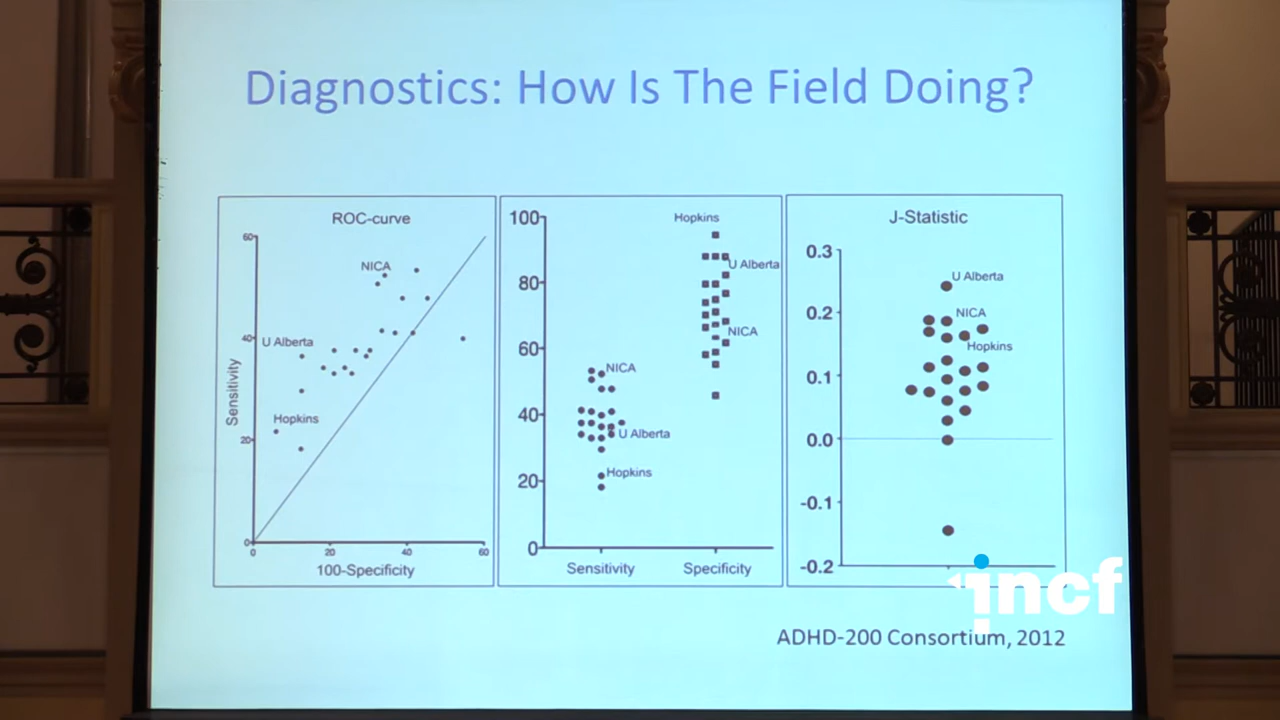 Diagnostics: How Is The Field Doing?
ROC-curve
60
40
20
0
Sensitivity
NICA
U Alberta
Hopkins
0
20
40
60
100-Specificity
100
80
60
40
20
0
Hopkins
U Alberta
NICA
NICA
U Alberta
Hopkins
Sensitivity
Specificity
J-Statistic
0.3
0.2
0.1
0.0
-0.1
-0.2
U Alberta
NICA
Hopkins
incf
ADHD-200 Consortium, 2012